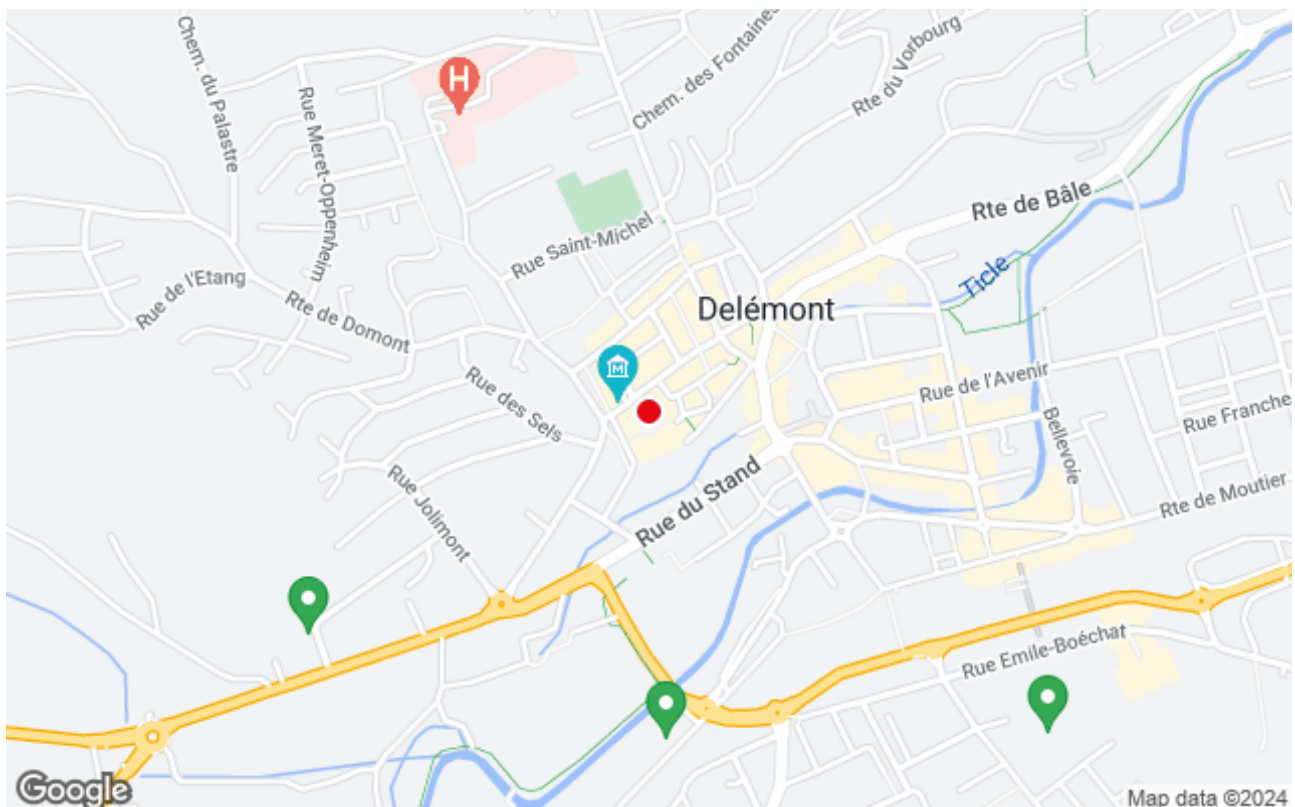 Chem. du Palastre
Rue Meret-Oppenheim
H
Chem. des Fontaines
Rte du Vorbourg
Rue Saint-Michel
Rte de Bâle
Ticle
Rue de l'Etang
Rte de Domont
Delémont
M
Rue des Sels
Rue de l'Avenir
Rue Franche
Bellevoie
Rue Jolimont
Rue du Stand
Rte de Moutier
Rue Emile-Boéchat
Google
Map data ©2024